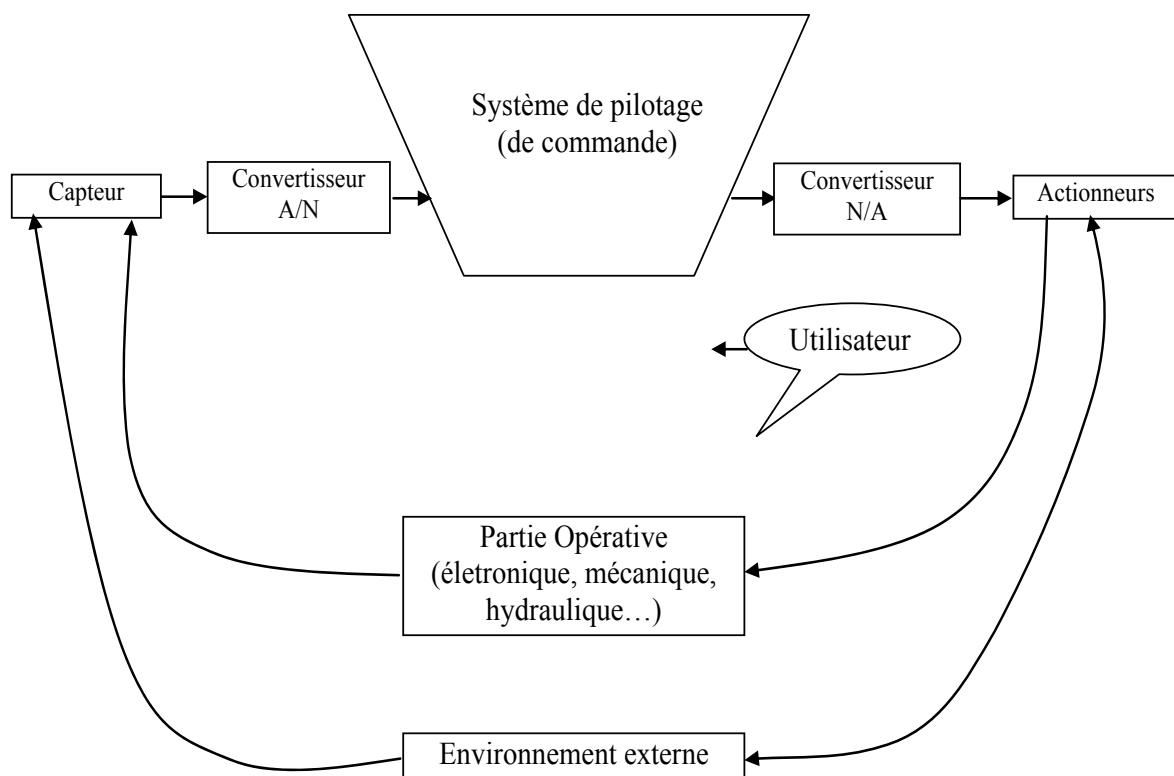 Système de pilotage
(de commande)
Capteur
Convertisseur
A/N
Convertisseur
N/A
Actionneurs
Utilisateur
Partie Opérative
(életronique, mécanique,
hydraulique…)
Environnement externe